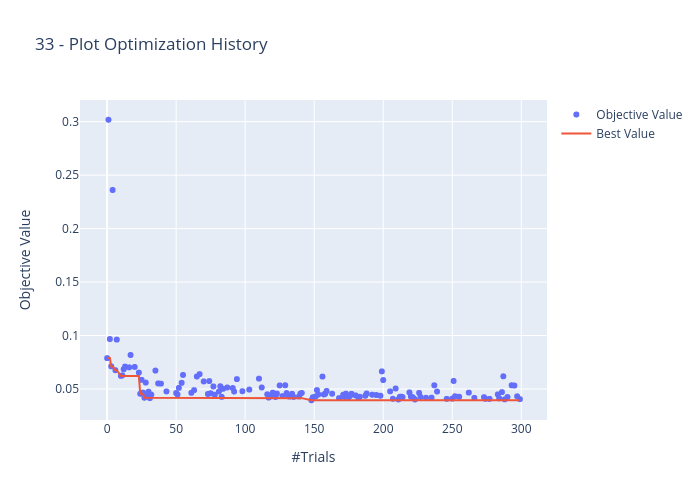 33 - Plot Optimization History
Objective Value
Best Value
0.3
0.25
0.2
0.15
0.1
0.05
Objective Value
0
50
100
150
200
250
300
#Trials